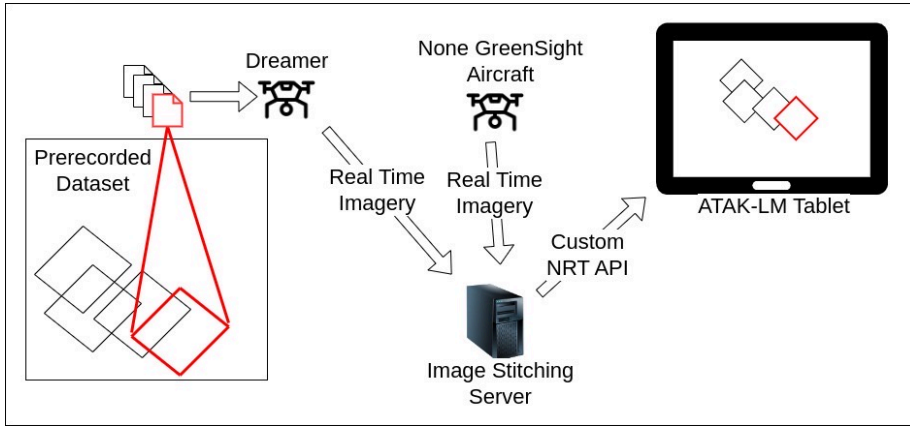 Dreamer
None GreenSight
Aircraft
Prerecorded
Dataset
Real Time
Imagery
Real Time
Imagery
ATAK-LM Tablet
Custom
NRT API
Image Stitching
Server